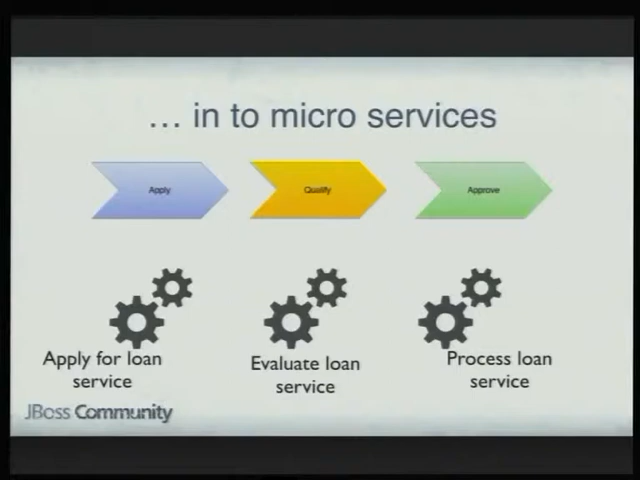 ... in to micro services
Apply
Qualify
Approve
Apply for loan
service
Evaluate loan
service
Process loan
service
JBoss Community